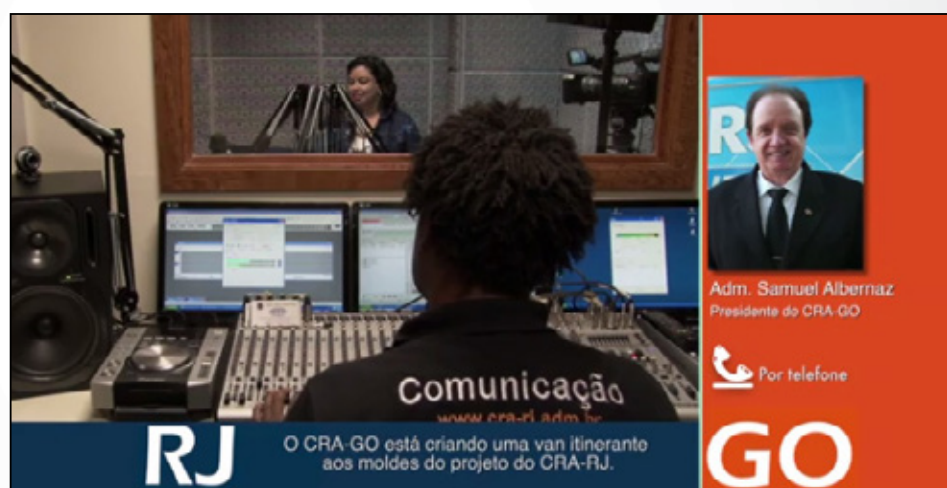 R
Adm. Samuel Albernaz
Presidente do CRA-GO
Por telefone
Comunicação
www.cra-rj.adm.br
RJ
O CRA-GO está criando uma van itinerante
aos moldes do projeto do CRA-RJ.
GO